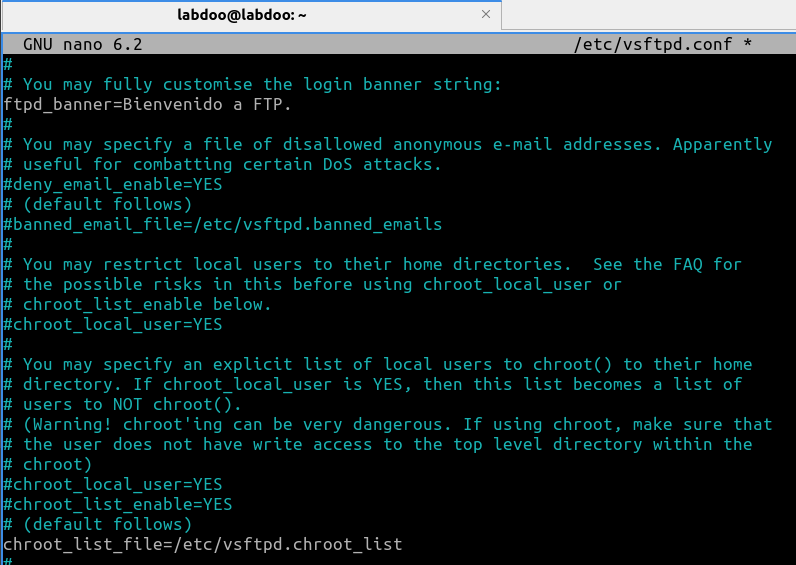 labdoo@labdoo: ~ ×
GNU nano 6.2 /etc/vsftpd.conf *
#
# You may fully customise the login banner string:
ftpd_banner=Bienvenido a FTP.
#
# You may specify a file of disallowed anonymous e-mail addresses. Apparently
# useful for combatting certain DoS attacks.
#deny_email_enable=YES
# (default follows)
#banned_email_file=/etc/vsftpd.banned_emails
#
# You may restrict local users to their home directories.  See the FAQ for
# the possible risks in this before using chroot_local_user or
# chroot_list_enable below.
#chroot_local_user=YES
#
# You may specify an explicit list of local users to chroot() to their home
# directory. If chroot_local_user is YES, then this list becomes a list of
# users to NOT chroot().
# (Warning! chroot'ing can be very dangerous. If using chroot, make sure that
# the user does not have write access to the top level directory within the
# chroot)
#chroot_local_user=YES
#chroot_list_enable=YES
# (default follows)
chroot_list_file=/etc/vsftpd.chroot_list
#